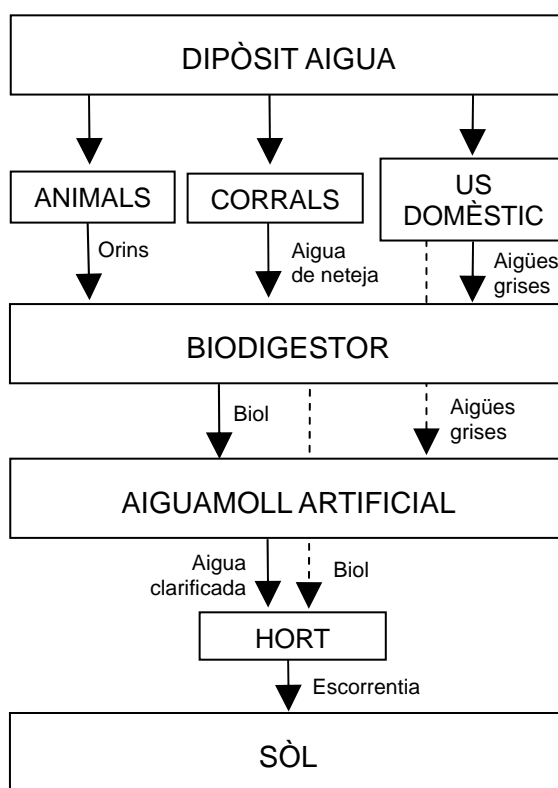 DIPÒSIT AIGUA
ANIMALS
CORRALS
US
DOMÈSTIC
Orins
Aigua
de neteja
Aigües
grises
BIODIGESTOR
Biol
Aigües
grises
AIGUAMOLL ARTIFICIAL
Aigua
clarificada
Biol
HORT
Escorrentia
SÒL